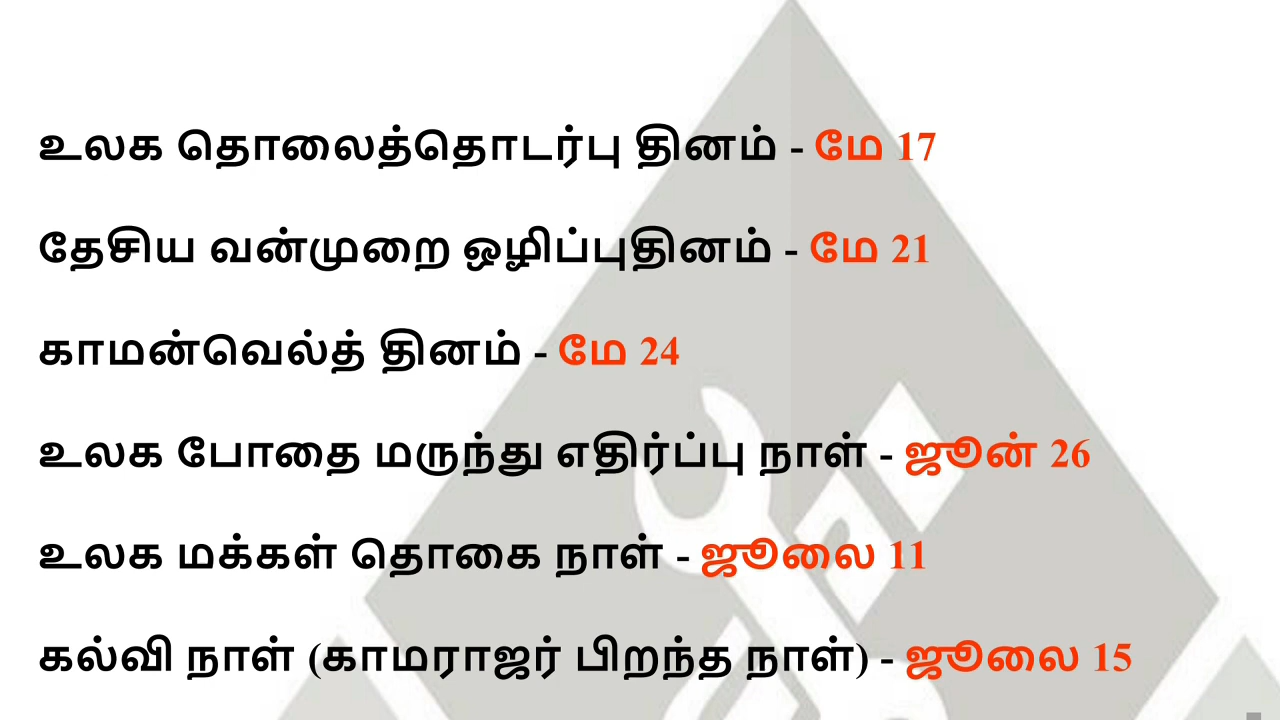 உலக தொலைத்தொடர்பு தினம் - மே 17
தேசிய வன்முறை ஒழிப்புதினம் - மே 21
காமன்வெல்த் தினம் - மே 24
உலக போதை மருந்து எதிர்ப்பு நாள் - ஜூன் 26
உலக மக்கள் தொகை நாள் - ஜூலை 11
கல்வி நாள் (காமராஜர் பிறந்த நாள்) - ஜூலை 15